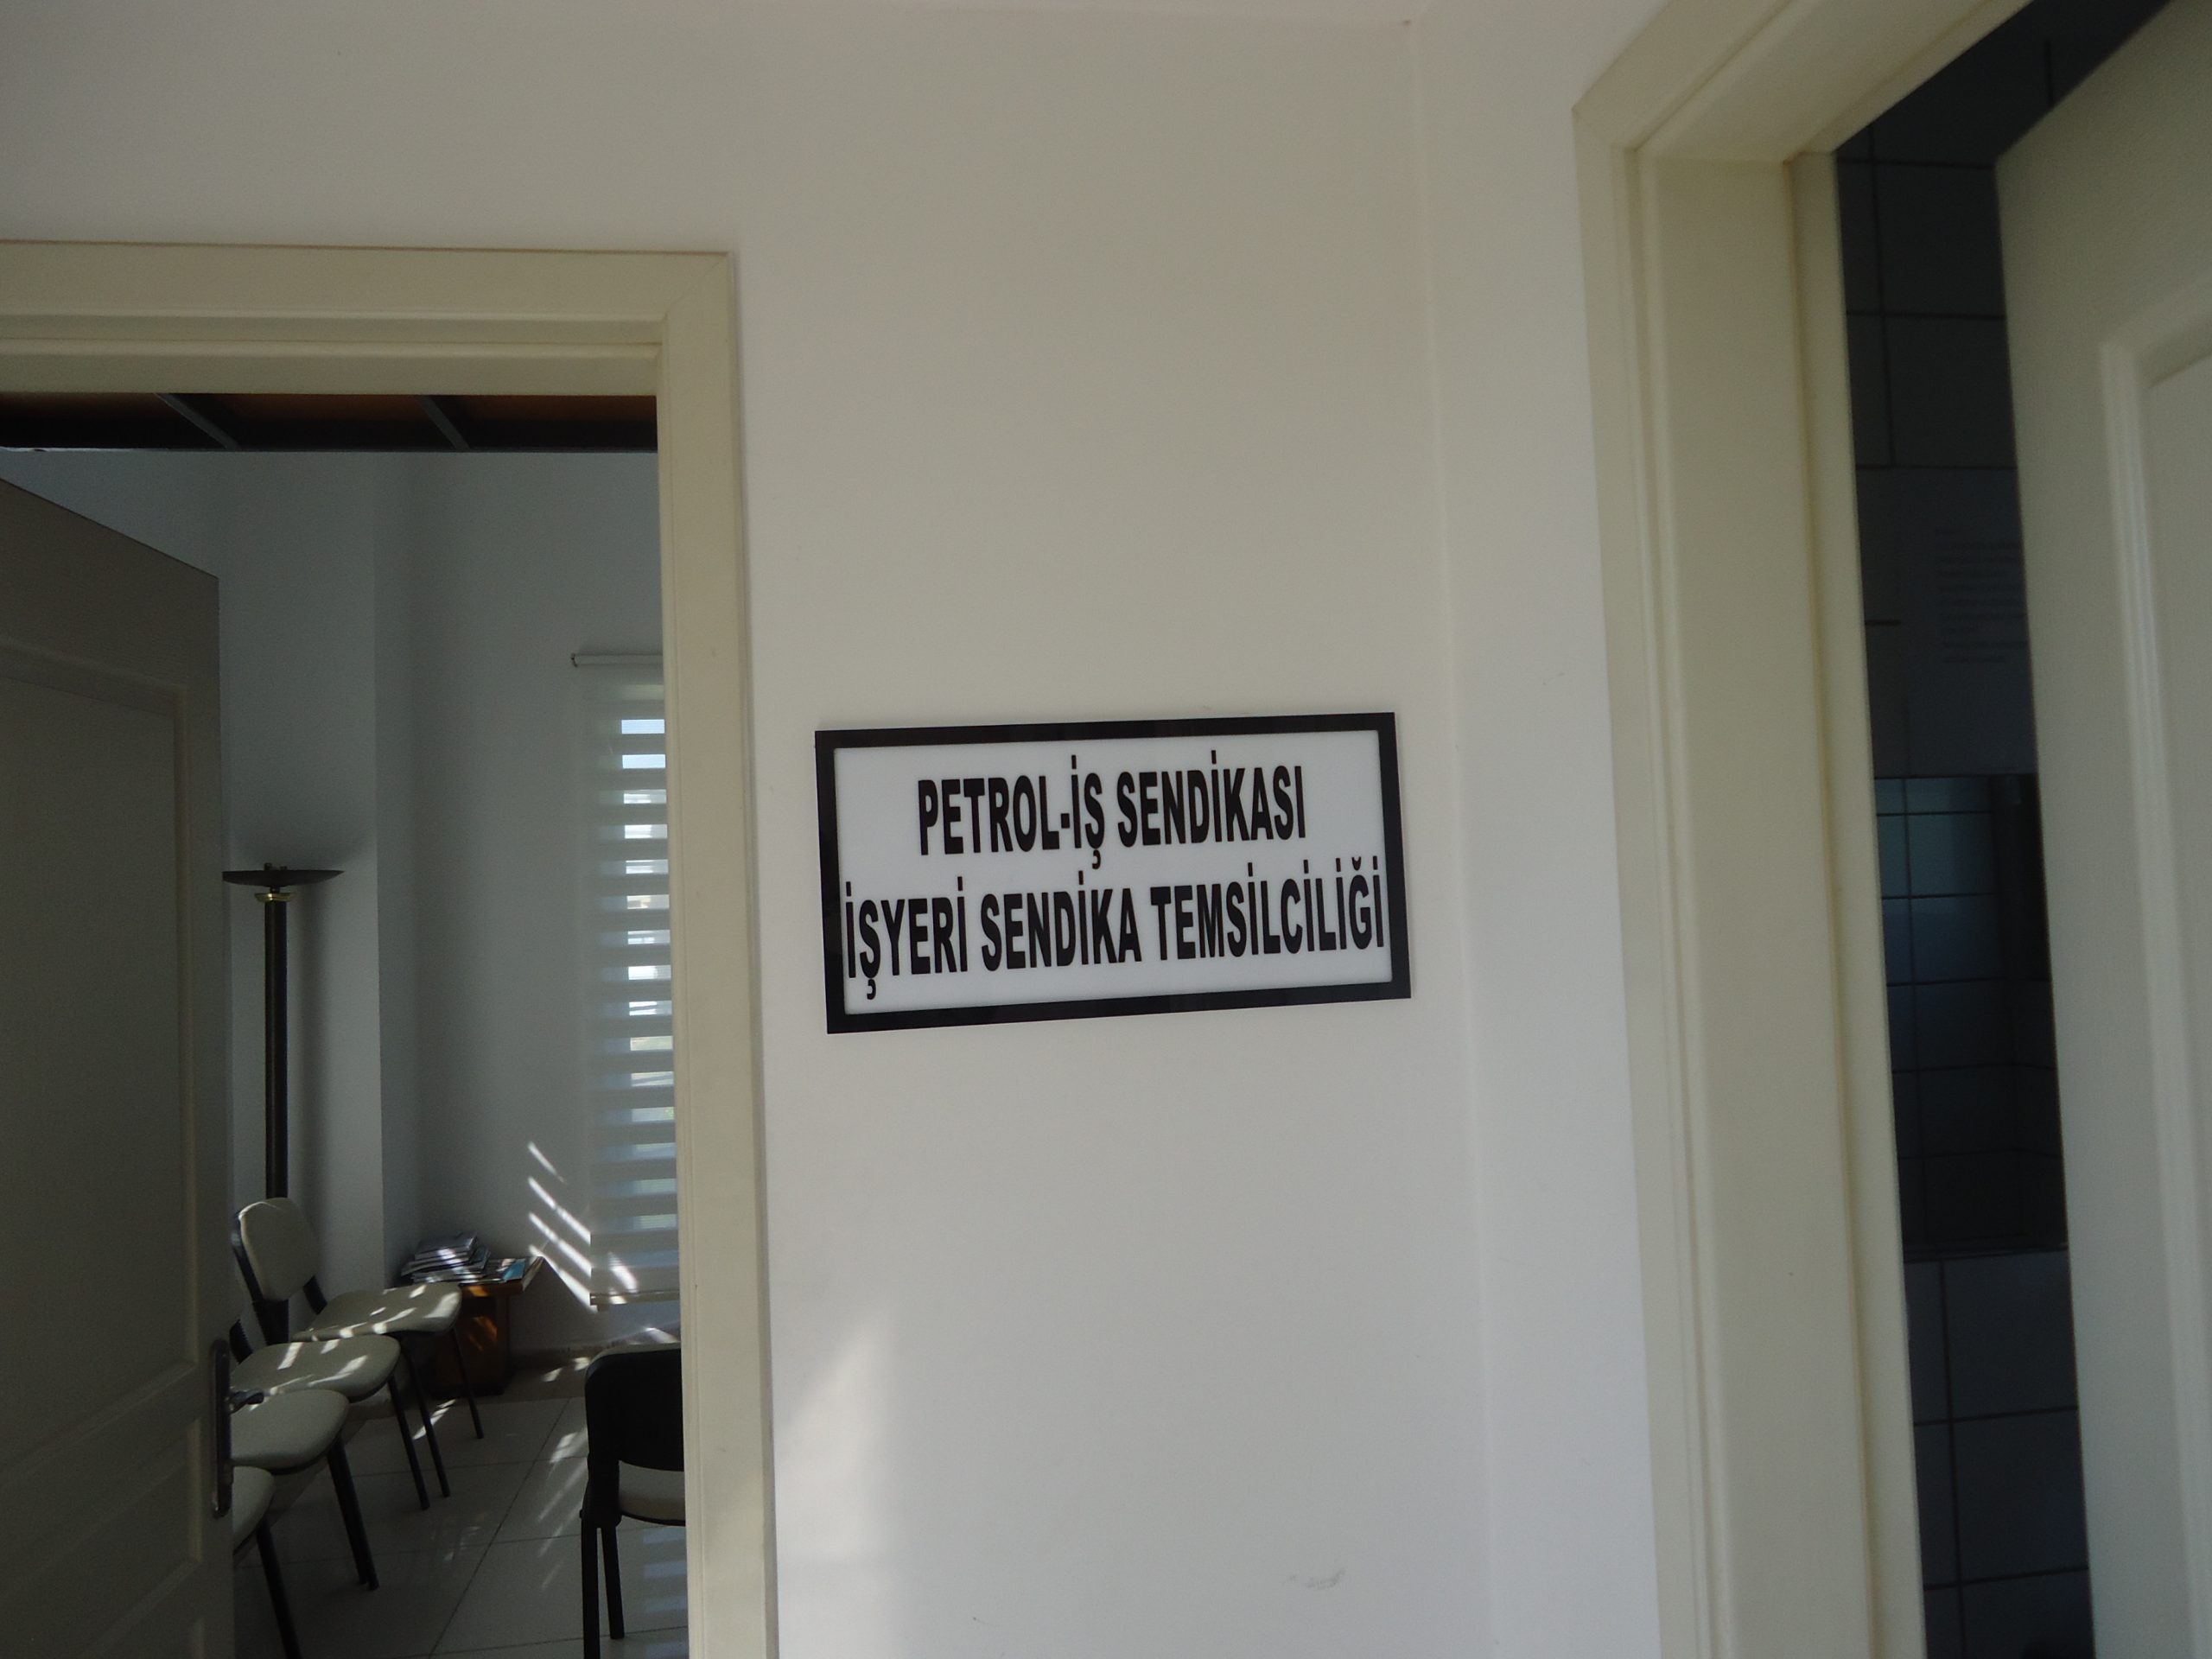 PETROL-İŞ SENDİKASI
İŞYERİ SENDİKA TEMSİLCİLİĞİ